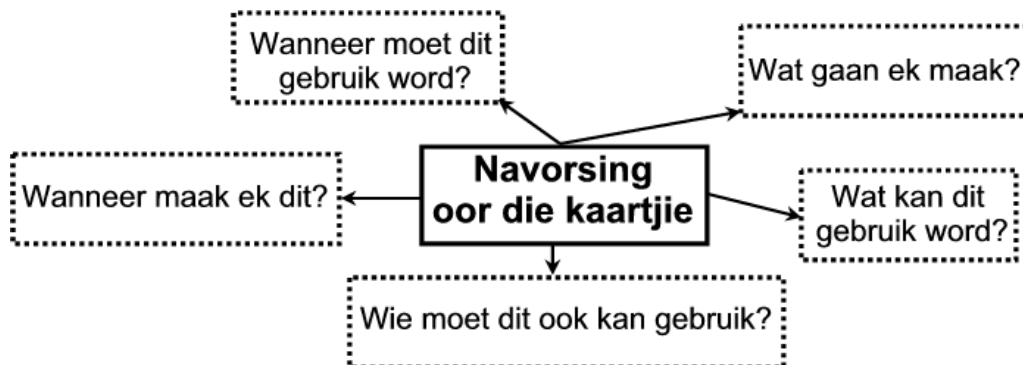 Wanneer moet dit
gebruik word?
Wat gaan ek maak?
Navorsing
oor die kaartjie
Wanneer maak ek dit?
Wat kan dit
gebruik word?
Wie moet dit ook kan gebruik?